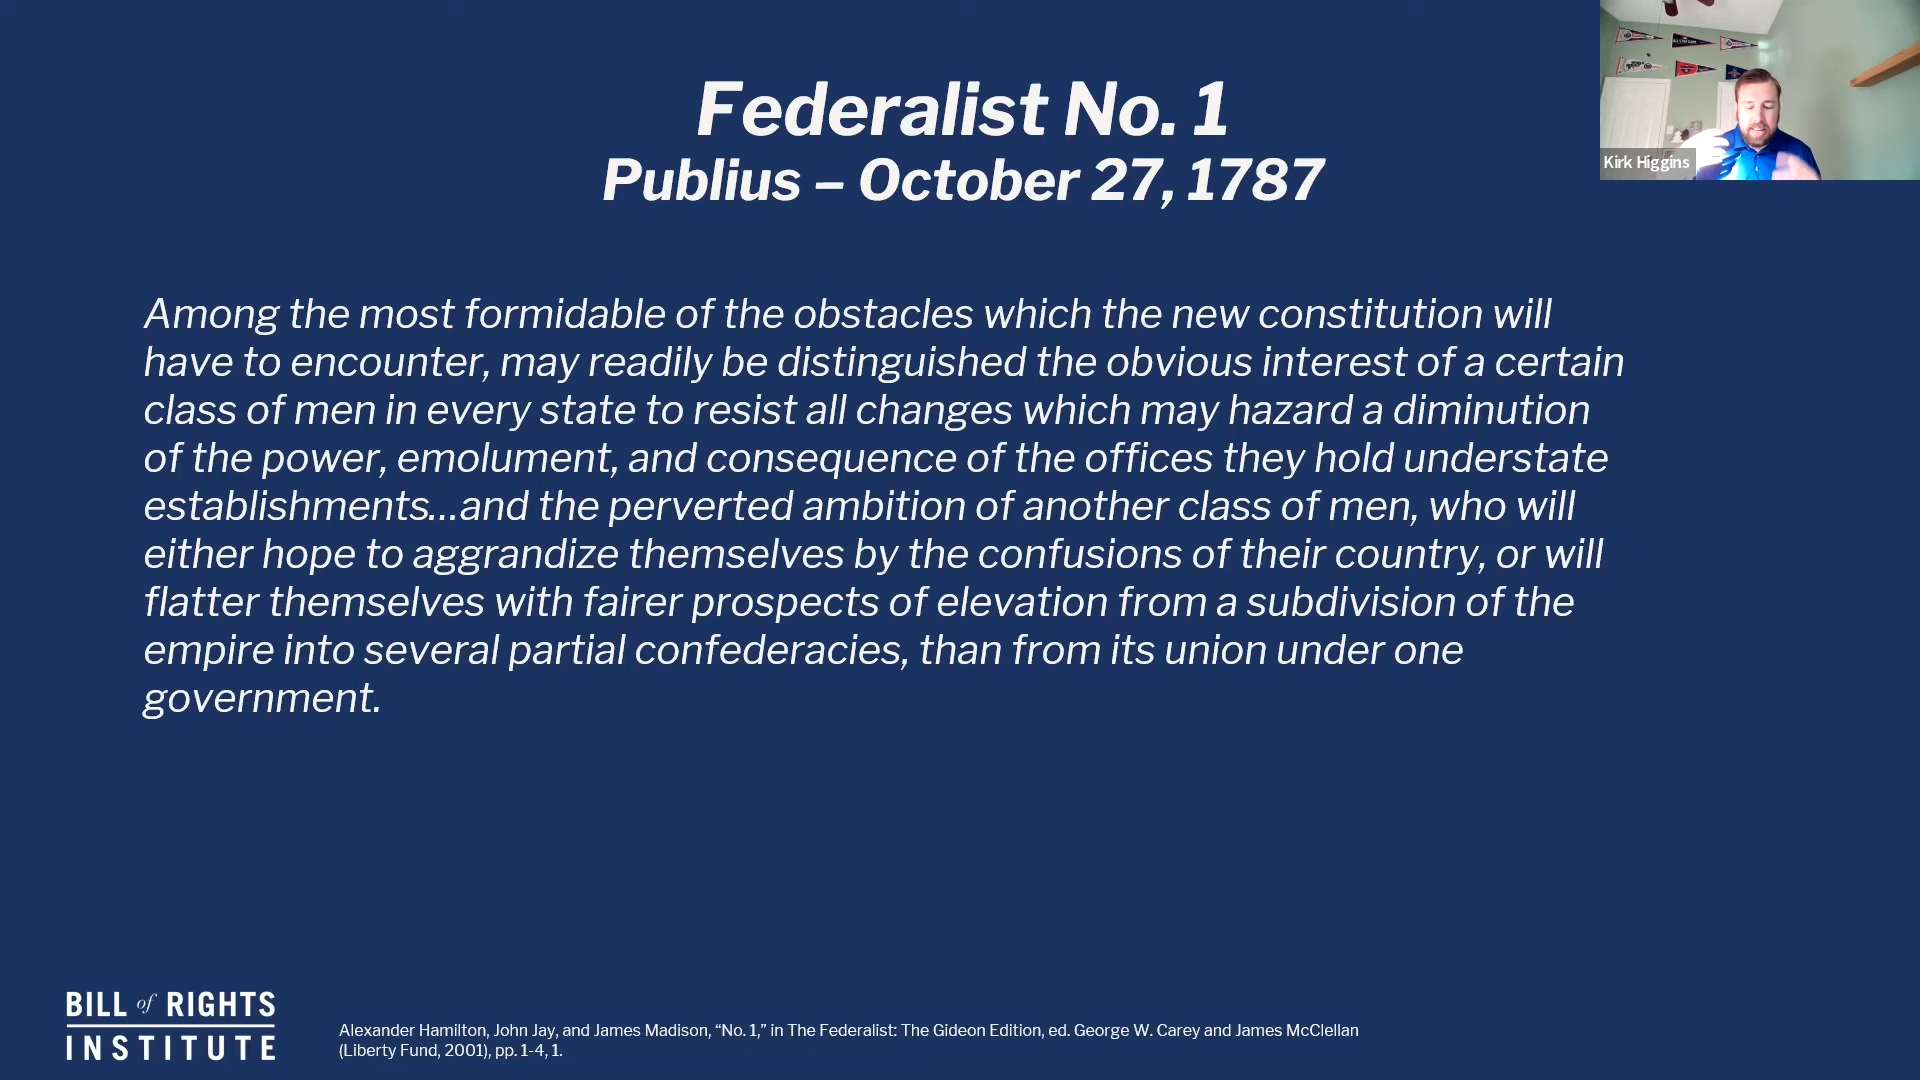 Federalist No. 1
Publius – October 27, 1787
Kirk Higgins
Among the most formidable of the obstacles which the new constitution will
have to encounter, may readily be distinguished the obvious interest of a certain
class of men in every state to resist all changes which may hazard a diminution
of the power, emolument, and consequence of the offices they hold understate
establishments...and the perverted ambition of another class of men, who will
either hope to aggrandize themselves by the confusions of their country, or will
flatter themselves with fairer prospects of elevation from a subdivision of the
empire into several partial confederacies, than from its union under one
government.
BILL of RIGHTS
INSTITUTE
Alexander Hamilton, John Jay, and James Madison, “No. 1,” in The Federalist: The Gideon Edition, ed. George W. Carey and James McClellan
(Liberty Fund, 2001), pp. 1-4, 1.